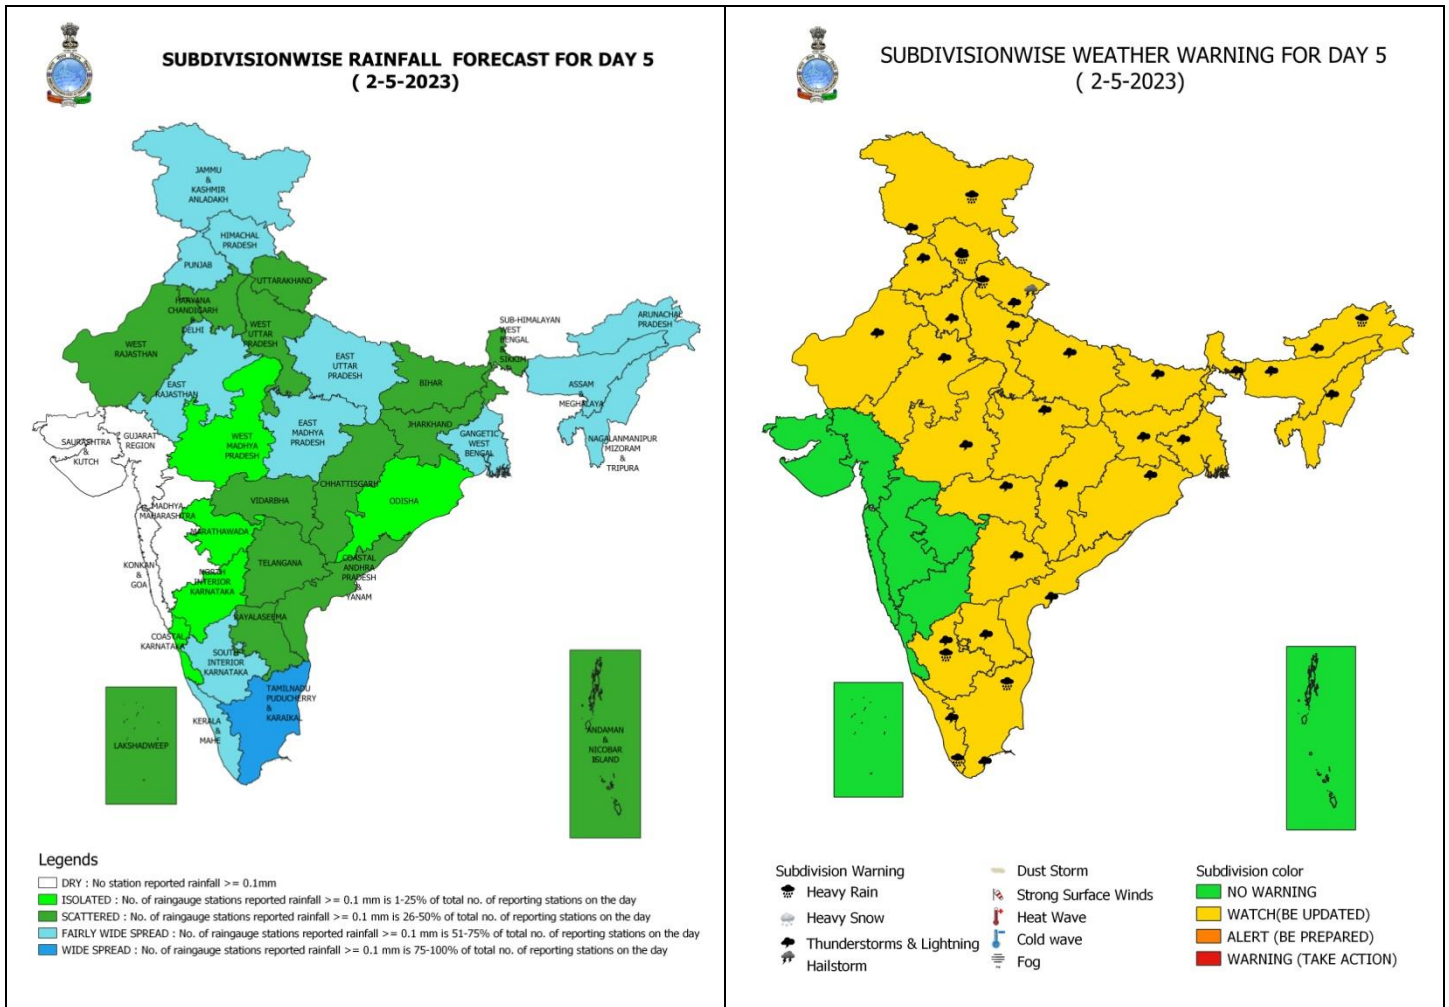 SUBDIVISIONWISE RAINFALL FORECAST FOR DAY 5
( 2-5-2023)
JAMMU
&
KASHMIR
ANLADAKH
HIMACHAL
PRADESH
PUNJAB
UTTARAKHAND
HARYANA
CHANDIGARH
&
DELHI
WEST
UTTAR
PRADESH
WEST
RAJASTHAN
EAST
RAJASTHAN
EAST
UTTAR
PRADESH
BIHAR
SUB-HIMALAYAN
WEST
BENGAL
&
SIKKIM
ARUNACHAL
PRADESH
ASSAM
&
MEGHALAYA
NAGALANMANIPUR
MIZORAM
&
TRIPURA
SAURASHTRA
&
KUTCH
GUJARAT
REGION
WEST
MADHYA
PRADESH
EAST
MADHYA
PRADESH
JHARKHAND
GANGETIC
WEST
BENGAL
CHHATTISGARH
ODISHA
VIDARBHA
MADHYA
MAHARASHTRA
MARATHAWADA
KONKAN
&
GOA
NORTH
INTERIOR
KARNATAKA
TELANGANA
COASTAL
ANDHRA
PRADESH
&
YANAM
RAYALASEEMA
COASTAL
KARNATAKA
SOUTH
INTERIOR
KARNATAKA
TAMILNADU
PUDUCHERRY
&
KARAIKAL
KERALA
&
MAHE
LAKSHADWEEP
ANDAMAN
&
NICOBAR
ISLAND
Legends
DRY : No station reported rainfall >= 0.1mm
ISOLATED : No. of raingauge stations reported rainfall >= 0.1 mm is 1-25% of total no. of reporting stations on the day
SCATTERED : No. of raingauge stations reported rainfall >= 0.1 mm is 26-50% of total no. of reporting stations on the day
FAIRLY WIDE SPREAD : No. of raingauge stations reported rainfall >= 0.1 mm is 51-75% of total no. of reporting stations on the day
WIDE SPREAD : No. of raingauge stations reported rainfall >= 0.1 mm is 75-100% of total no. of reporting stations on the day
SUBDIVISIONWISE WEATHER WARNING FOR DAY 5
( 2-5-2023)
Subdivision Warning
Heavy Rain
Heavy Snow
Thunderstorms & Lightning
Hailstorm
Dust Storm
Strong Surface Winds
Heat Wave
Cold wave
Fog
Subdivision color
NO WARNING
WATCH(BE UPDATED)
ALERT (BE PREPARED)
WARNING (TAKE ACTION)